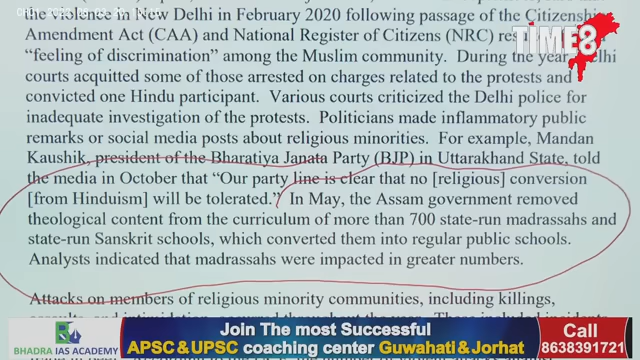 the violence in New Delhi in February 2020 following passage of the Citizenship
TIME8
Amendment Act (CAA) and National Register of Citizens (NRC)
"feeling of discrimination" among the Muslim community. During the year,
courts acquitted some of those arrested on charges related to the protests and
convicted one Hindu participant. Various courts criticized the Delhi police for
inadequate investigation of the protests. Politicians made inflammatory public
remarks or social media posts about religious minorities. For example, Mandan
Kaushik, president of the Bharatiya Janata Party (BJP) in Uttarakhand State, told
the media in October that "Our party line is clear that no [religious] conversion
[from Hinduism] will be tolerated." In May, the Assam government removed
theological content from the curriculum of more than 700 state-run madrassahs and
state-run Sanskrit schools, which converted them into regular public schools.
Analysts indicated that madrassahs were impacted in greater numbers.
Attacks on members of religious minority communities, including killings,
BHADRA IAS ACADEMY
Join The most Successful
APSC & UPSC coaching center Guwahati & Jorhat
Call
8638391721